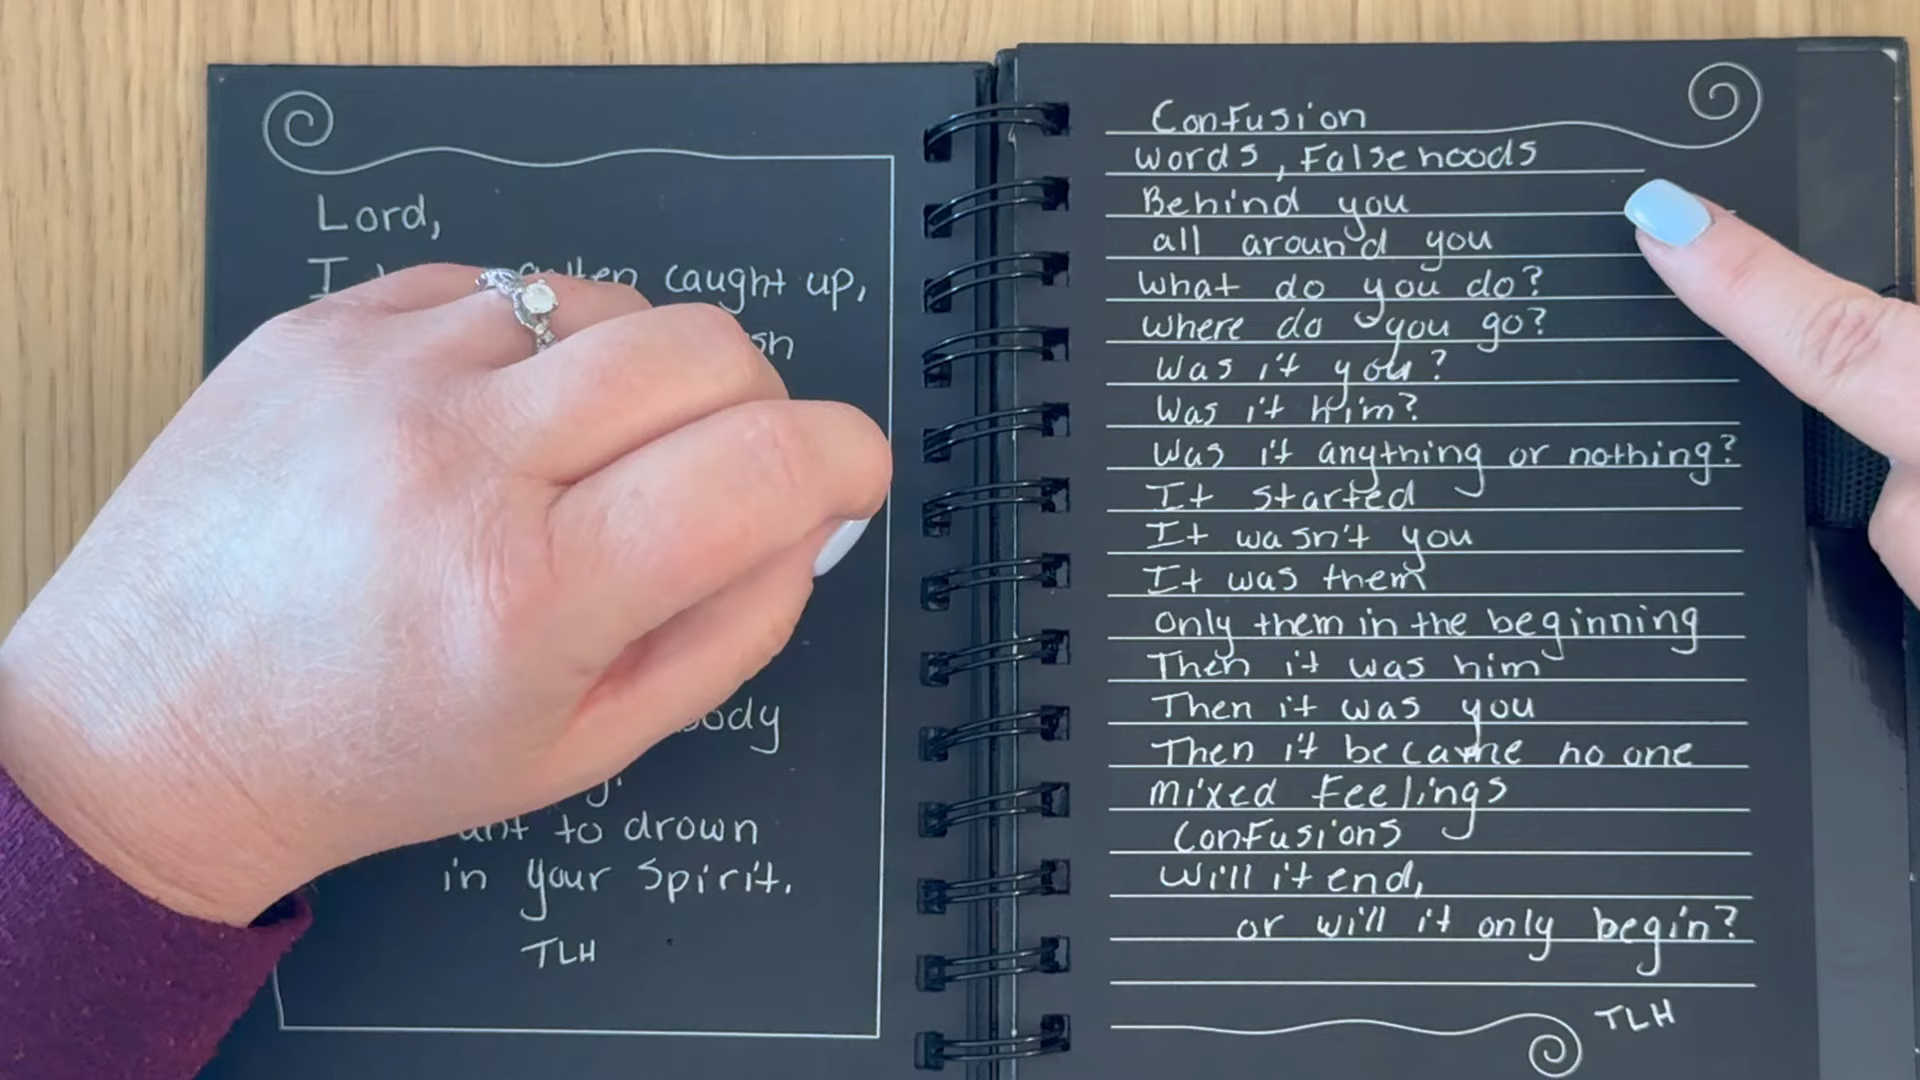 Lord,
I caught up,
body
to drown
in your Spirit.
TLH
Confusion
words, Falsehoods
Behind you
all around you
What do you do?
Where do you go?
Was it you?
Was it him?
Was it anything or nothing?
It started
It wasn't you
It was them
Only them in the beginning
Then it was him
Then it was you
Then it became no one
mixed Feelings
Confusions
Will it end,
or will it only begin?
TLH